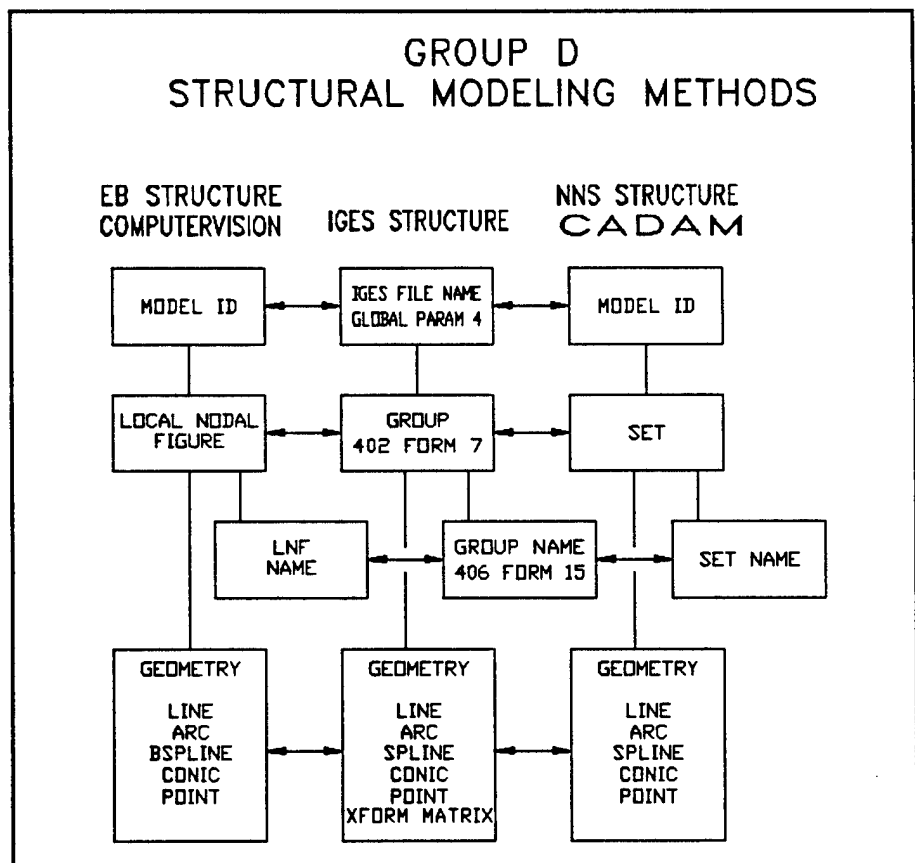 GROUP D
STRUCTURAL MODELING METHODS
EB STRUCTURE
COMPUTERVISION
IGES STRUCTURE
NNS STRUCTURE
CADAM
MODEL ID
IGES FILE NAME
GLOBAL PARAM 4
MODEL ID
LOCAL NODAL
FIGURE
GROUP
402 FORM 7
SET
LNF
NAME
GROUP NAME
406 FORM 15
SET NAME
GEOMETRY
LINE
ARC
BSPLINE
CONIC
POINT
GEOMETRY
LINE
ARC
SPLINE
CONIC
POINT
XFORM MATRIX
GEOMETRY
LINE
ARC
SPLINE
CONIC
POINT